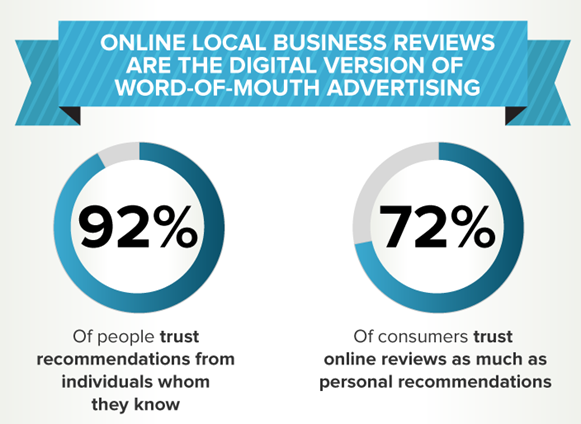 ONLINE LOCAL BUSINESS REVIEWS
ARE THE DIGITAL VERSION OF
WORD-OF-MOUTH ADVERTISING
92%
Of people trust
recommendations from
individuals whom
they know
72%
Of consumers trust
online reviews as much as
personal recommendations